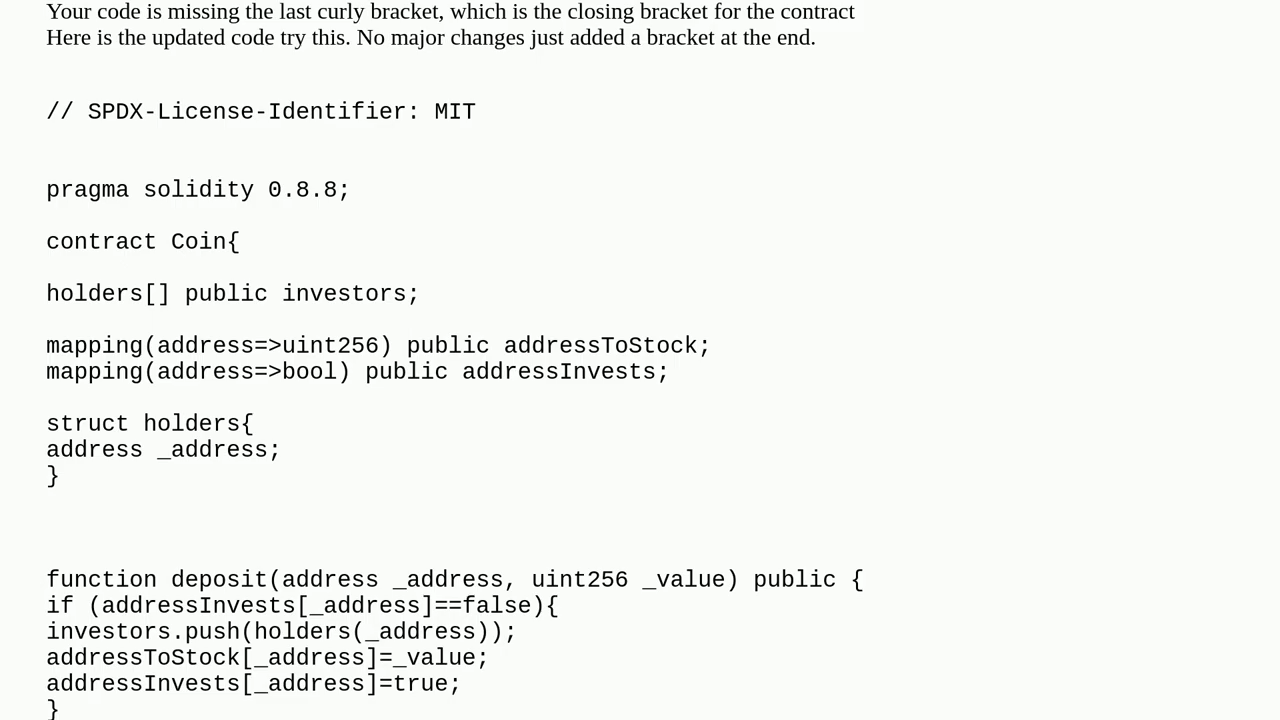 Your code is missing the last curly bracket, which is the closing bracket for the contract
Here is the updated code try this. No major changes just added a bracket at the end.
// SPDX-License-Identifier: MIT
pragma solidity 0.8.8;
contract Coin{
holders[] public investors;
mapping(address=>uint256) public addressToStock;
mapping(address=>bool) public addressInvests;
struct holders{
address _address;
}
function deposit(address _address, uint256 _value) public {
if (addressInvests[_address]==false){
investors.push(holders(_address));
addressToStock[_address]=_value;
addressInvests[_address]=true;
}